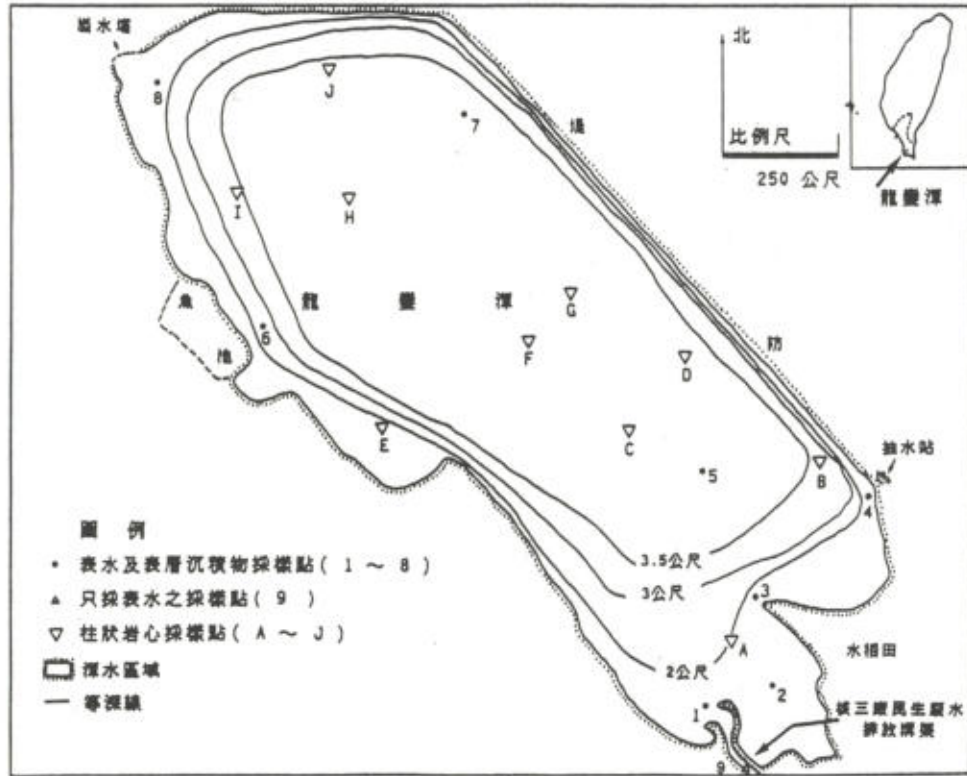 溢水壩
北
比例尺
250 公尺
龍鑾潭
8
J
7
堤
I
H
魚
池
龍 鑾 潭
G
6
F
防
D
E
C
B
抽水站
5
4
圖 例
3.5公尺
• 表水及表層沉積物採樣點( 1 ～ 8 )
3公尺
3
▲ 只採表水之採樣點( 9 )
▽ 柱狀岩心採樣點( A ～ J )
A
水稻田
潭水區域
2公尺
等深線
2
1
核三廠民生廢水
排放溝渠
9